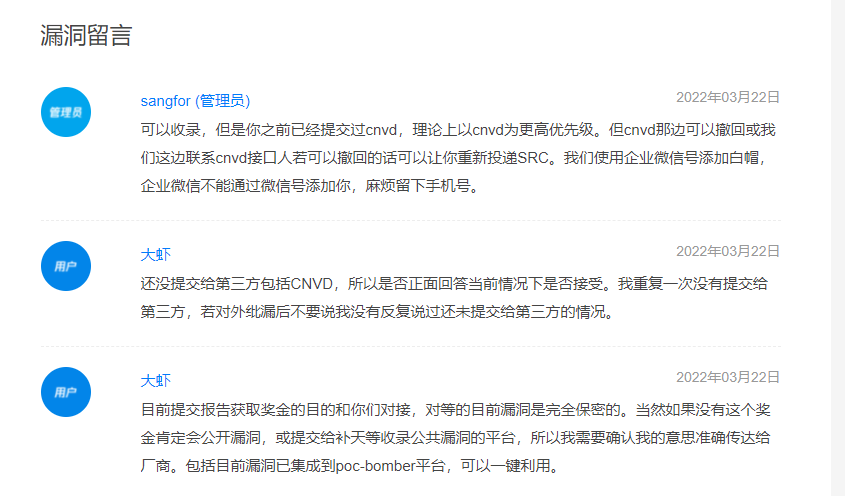 漏洞留言
管理员
sangfor (管理员)
2022年03月22日
可以收录，但是你之前已经提交过cnvd，理论上以cnvd为更高优先级。但cnvd那边可以撤回或我
们这边联系cnvd接口人若可以撤回的话可以让你重新投递SRC。我们使用企业微信号添加白帽，
企业微信不能通过微信号添加你，麻烦留下手机号。
用户
大虾
2022年03月22日
还没提交给第三方包括CNVD，所以是否正面回答当前情况下是否接受。我重复一次没有提交给
第三方，若对外纰漏后不要说我没有反复说过还未提交给第三方的情况。
用户
大虾
2022年03月22日
目前提交报告获取奖金的目的和你们对接，对等的目前漏洞是完全保密的。当然如果没有这个奖
金肯定会公开漏洞，或提交给补天等收录公共漏洞的平台，所以我需要确认我的意思准确传达给
厂商。包括目前漏洞已集成到poc-bomber平台，可以一键利用。